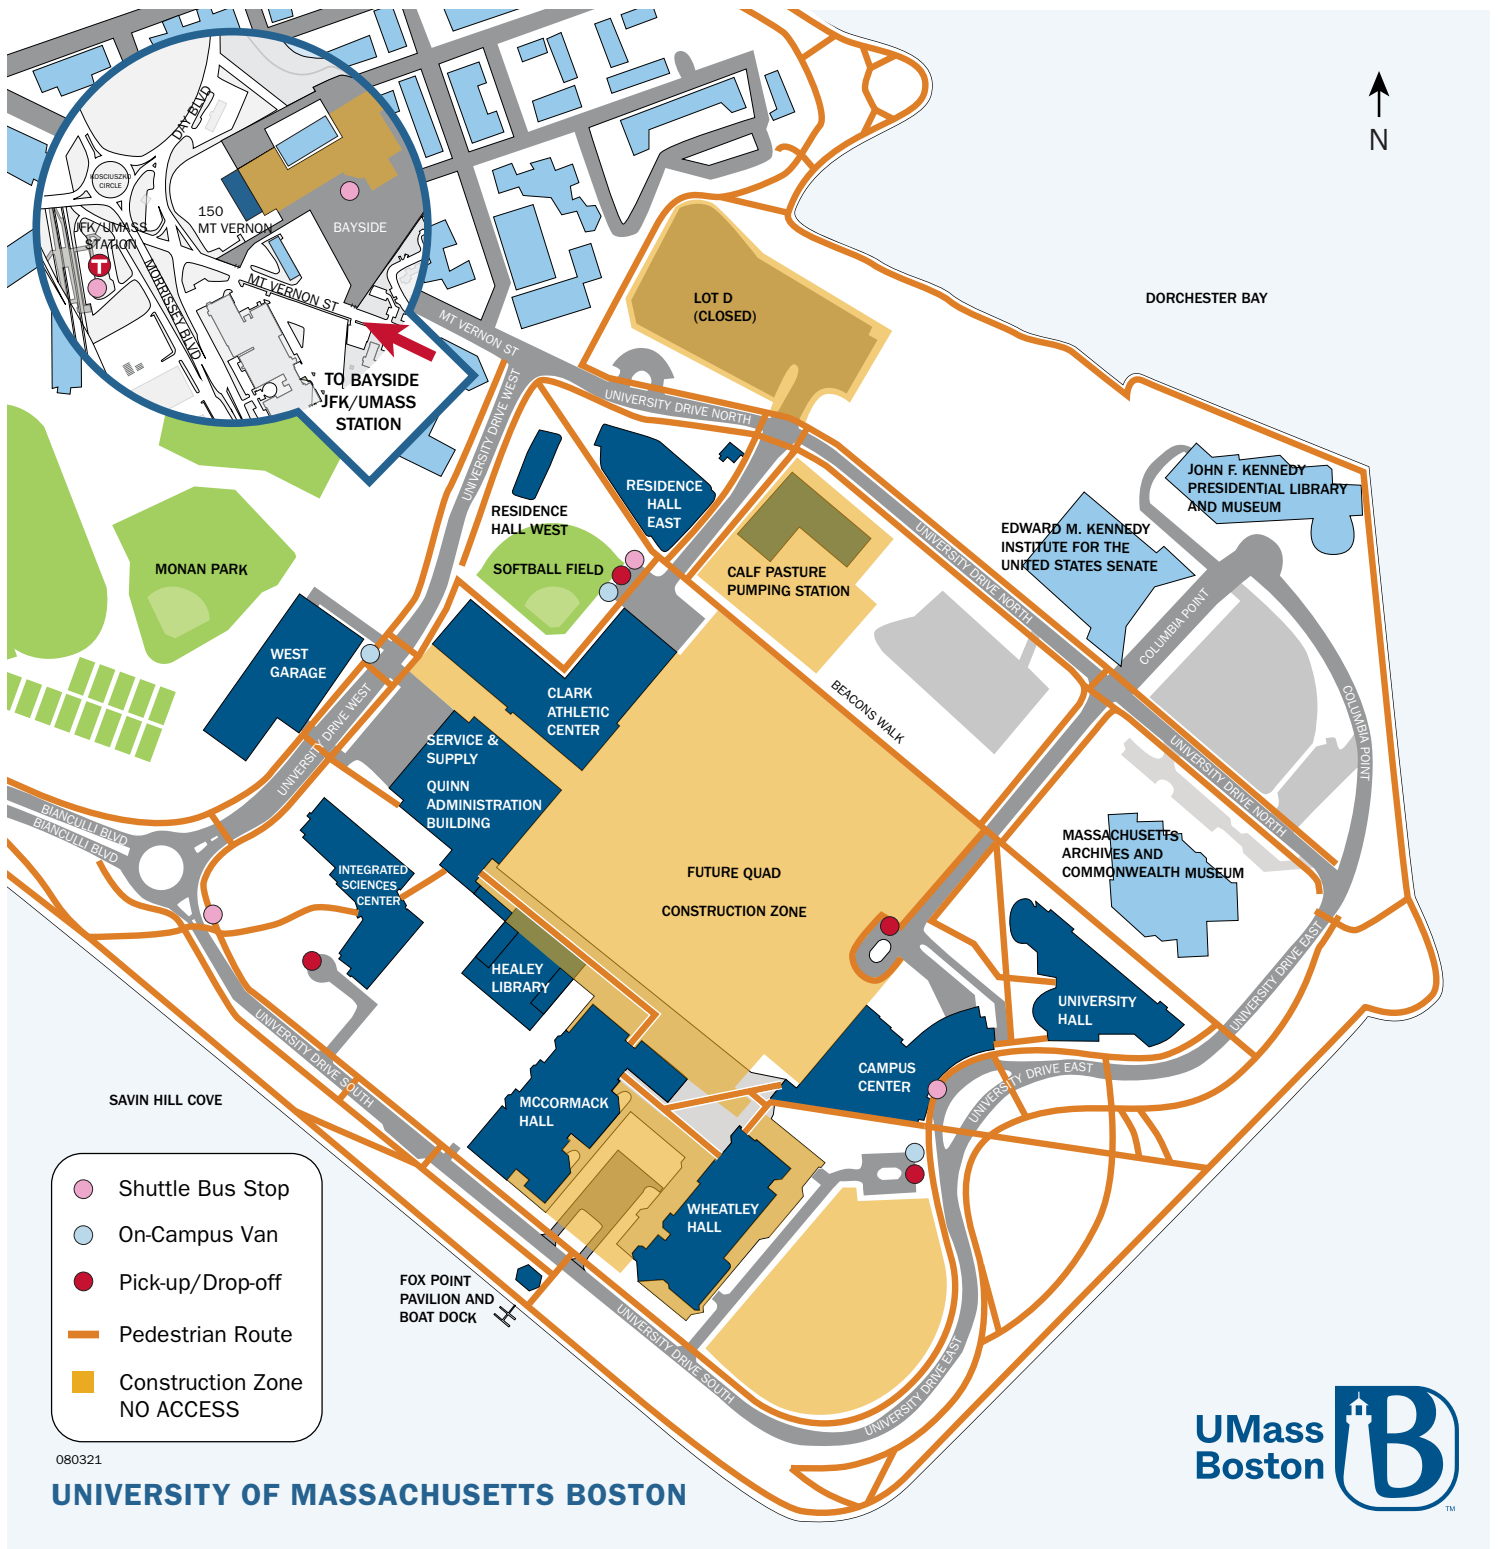 DAY BLVD
KOSCIUSZKO
CIRCLE
150
MT VERNON
JFK/UMASS
STATION
T
BAYSIDE
MORRISSEY BLVD
MT VERNON ST
TO BAYSIDE
JFK/UMASS
STATION
N
DORCHESTER BAY
LOT D
(CLOSED)
MT VERNON ST
UNIVERSITY DRIVE WEST
UNIVERSITY DRIVE NORTH
RESIDENCE
HALL
EAST
RESIDENCE
HALL WEST
SOFTBALL FIELD
CALF PASTURE
PUMPING STATION
UNIVERSITY DRIVE NORTH
JOHN F. KENNEDY
PRESIDENTIAL LIBRARY
AND MUSEUM
EDWARD M. KENNEDY
INSTITUTE FOR THE
UNITED STATES SENATE
COLUMBIA POINT
COLUMBIA POINT
MONAN PARK
WEST
GARAGE
UNIVERSITY DRIVE WEST
CLARK
ATHLETIC
CENTER
BEACONS WALK
SERVICE &
SUPPLY
QUINN
ADMINISTRATION
BUILDING
UNIVERSITY DRIVE NORTH
BIANCULLI BLVD
BIANCULLI BLVD
MASSACHUSETTS
ARCHIVES AND
COMMONWEALTH MUSEUM
INTEGRATED
SCIENCES
CENTER
FUTURE QUAD
CONSTRUCTION ZONE
HEALEY
LIBRARY
UNIVERSITY
HALL
UNIVERSITY DRIVE EAST
UNIVERSITY DRIVE SOUTH
CAMPUS
CENTER
UNIVERSITY DRIVE EAST
SAVIN HILL COVE
MCCORMACK
HALL
WHEATLEY
HALL
FOX POINT
PAVILION AND
BOAT DOCK
UNIVERSITY DRIVE SOUTH
UNIVERSITY DRIVE EAST
Shuttle Bus Stop
On-Campus Van
Pick-up/Drop-off
Pedestrian Route
Construction Zone
NO ACCESS
080321
UNIVERSITY OF MASSACHUSETTS BOSTON
UMass
Boston
B
TM